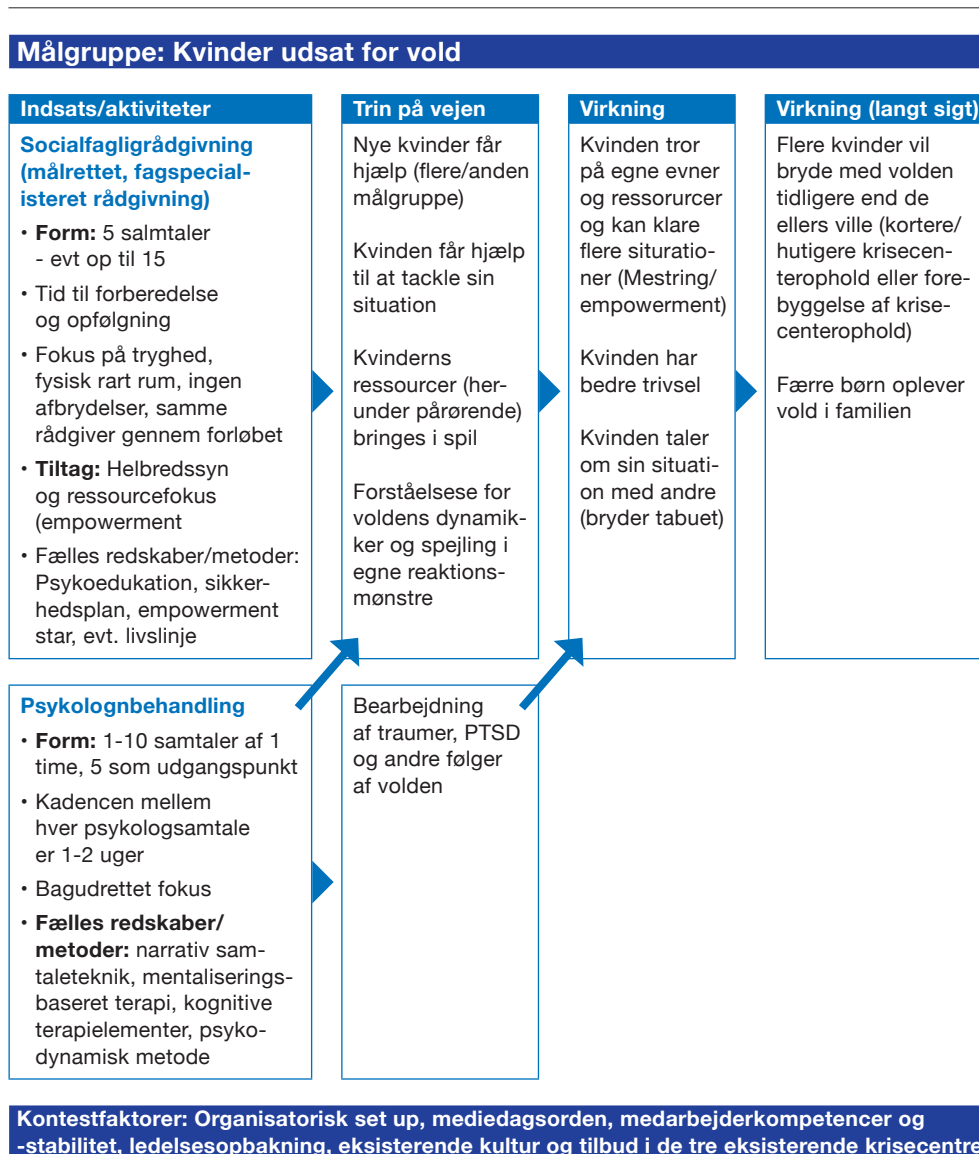 Målgruppe: Kvinder udsat for vold
Indsats/aktiviteter
Socialfagligrådgivning
(målrettet, fagspecial-
isteret rådgivning)
• Form: 5 salmtaler
- evt op til 15
• Tid til forberedelse
og opfølgning
• Fokus på tryghed,
fysisk rart rum, ingen
afbrydelser, samme
rådgiver gennem forløbet
• Tiltag: Helbredssyn
og ressourcefokus
(empowerment
• Fælles redskaber/metoder:
Psykoedukation, sikker-
hedsplan, empowerment
star, evt. livslinje
Trin på vejen
Nye kvinder får
hjælp (flere/anden
målgruppe)
Kvinden får hjælp
til at tackle sin
situation
Kvinderns
ressourcer (her-
under pårørende)
bringes i spil
Forståelsese for
voldens dynamik-
ker og spejling i
egne reaktions-
mønstre
Virkning
Kvinden tror
på egne evner
og ressorurcer
og kan klare
flere situratio-
ner (Mestring/
empowerment)
Kvinden har
bedre trivsel
Kvinden taler
om sin situati-
on med andre
(bryder tabuet)
Virkning (langt sigt)
Flere kvinder vil
bryde med volden
tidligere end de
ellers ville (kortere/
hutigere krisecen-
terophold eller fore-
byggelse af krise-
centerophold)
Færre børn oplever
vold i familien
Psykolognbehandling
• Form: 1-10 samtaler af 1
time, 5 som udgangspunkt
• Kadencen mellem
hver psykologsamtale
er 1-2 uger
• Bagudrettet fokus
• Fælles redskaber/
metoder: narrativ sam-
taleteknik, mentaliserings-
baseret terapi, kognitive
terapielementer, psyko-
dynamisk metode
Bearbejdning
af traumer, PTSD
og andre følger
af volden
Kontestfaktorer: Organisatorisk set up, mediedagsorden, medarbejderkompetencer og
-stabilitet, ledelsesopbakning, eksisterende kultur og tilbud i de tre eksisterende krisecentre